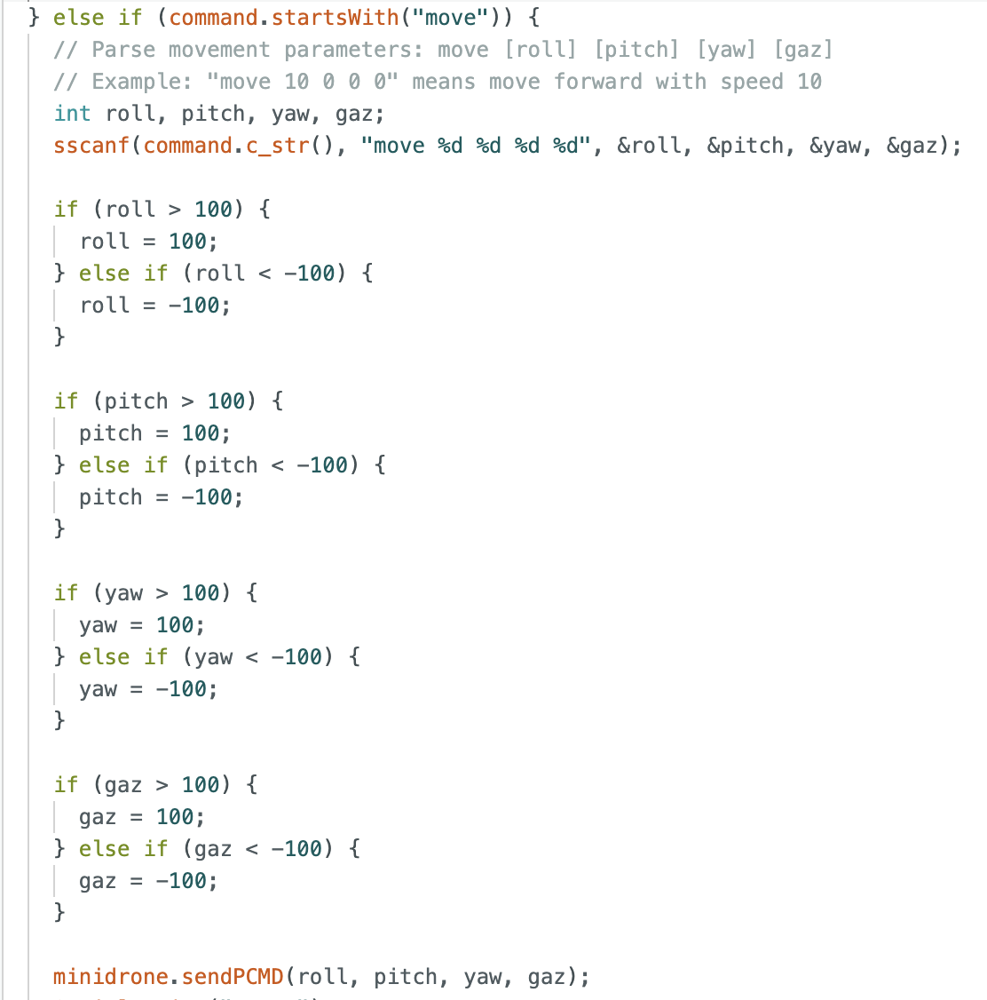 } else if (command.startsWith("move")) {
// Parse movement parameters: move [roll] [pitch] [yaw] [gaz]
// Example: "move 10 0 0 0" means move forward with speed 10
int roll, pitch, yaw, gaz;
sscanf(command.c_str(), "move %d %d %d %d", &roll, &pitch, &yaw, &gaz);
if (roll > 100) {
roll = 100;
} else if (roll < -100) {
roll = -100;
}
if (pitch > 100) {
pitch = 100;
} else if (pitch < -100) {
pitch = -100;
}
if (yaw > 100) {
yaw = 100;
} else if (yaw < -100) {
yaw = -100;
}
if (gaz > 100) {
gaz = 100;
} else if (gaz < -100) {
gaz = -100;
}
minidrone.sendPCMD(roll, pitch, yaw, gaz);